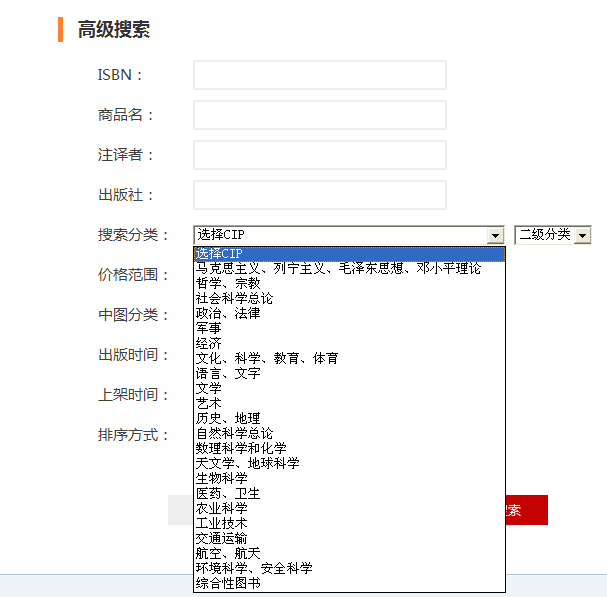 高级搜索
ISBN：
商品名：
注译者：
出版社：
搜索分类： 选择CIP 二级分类
选择CIP
马克思主义、列宁主义、毛泽东思想、邓小平理论
哲学、宗教
价格范围：
社会科学总论
政治、法律
中图分类：
军事
经济
出版时间：
文化、科学、教育、体育
语言、文字
文学
上架时间：
艺术
历史、地理
自然科学总论
排序方式：
数理科学和化学
天文学、地球科学
生物科学
医药、卫生
农业科学
索
工业技术
交通运输
航空、航天
环境科学、安全科学
综合性图书